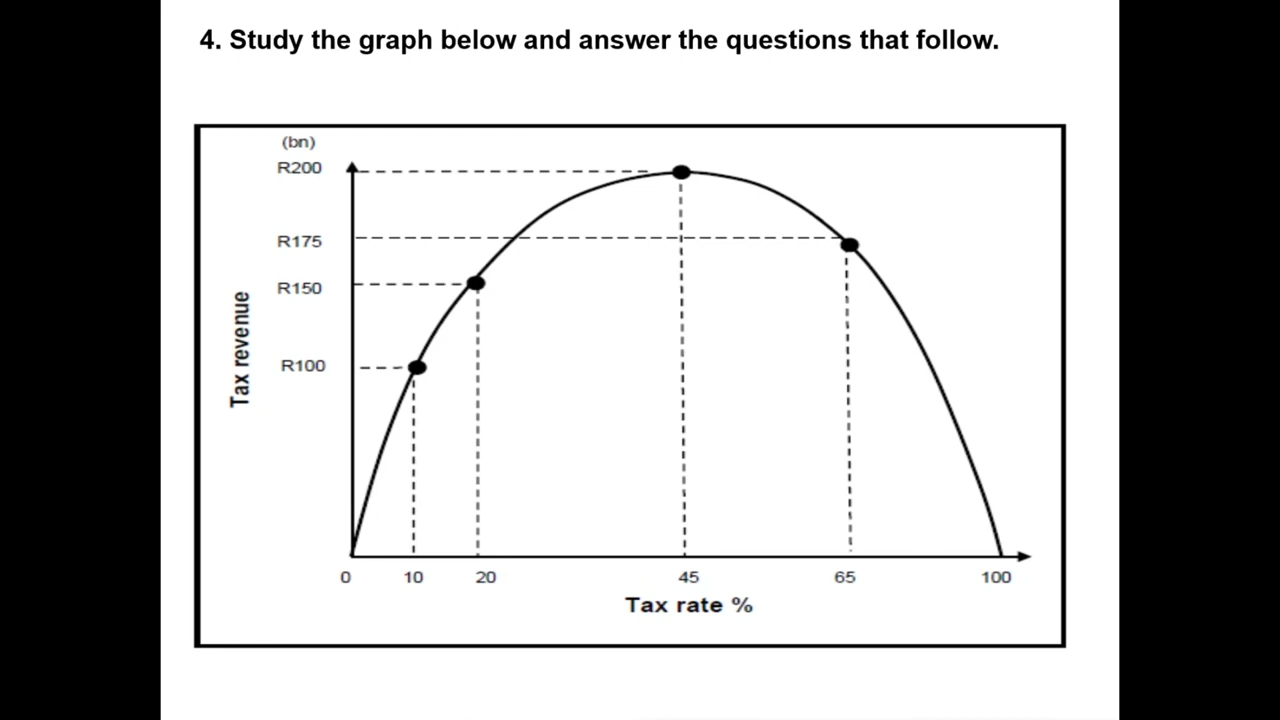 4. Study the graph below and answer the questions that follow.
(bn)
R200
R175
R150
R100
Tax revenue
0 10 20 45 65 100
Tax rate %